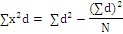 ∑x²d = ∑d² − (∑d)²/N